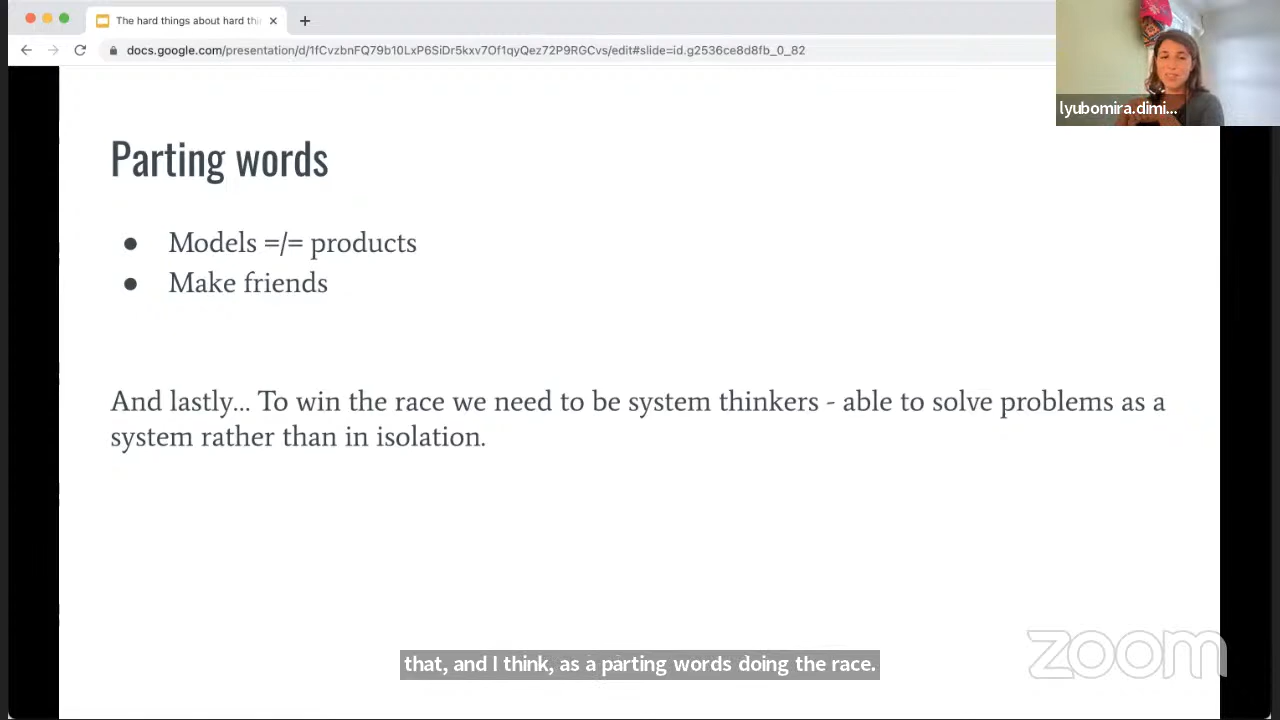 The hard things about hard thi
docs.google.com/presentation/d/1fCvzbnFQ79b10LxP6SiDr5kxv7Of1qyQez72P9RGCvs/edit#slide=id.g2536ce8d8fb_0_82
lyubomira.dimi...
Parting words
● Models =/= products
● Make friends
And lastly... To win the race we need to be system thinkers - able to solve problems as a
system rather than in isolation.
that, and I think, as a parting words doing the race.
zoom